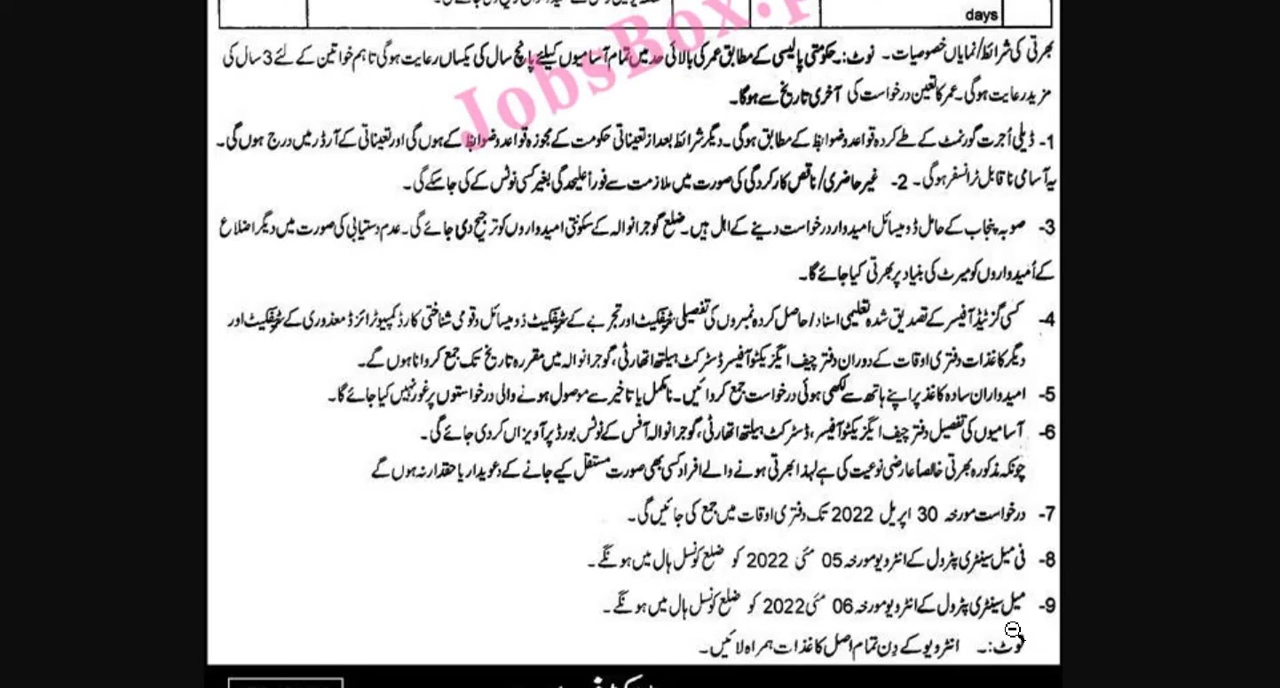 days
JobsBox.p
بھرتی کی شرائط/نمایاں خصوصیات ۔ نوٹ:۔ حکومتی پالیسی کے مطابق عمر کی بالائی حد میں تمام آسامیوں کیلئے پانچ سال کی یکساں رعایت ہوگی تاہم خواتین کے لئے 3 سال کی
مزید رعایت ہوگی۔ عمر کا تعین درخواست کی آخری تاریخ سے ہوگا۔
1- ڈیلی اُجرت گورنمنٹ کے طے کردہ قواعد وضوابط کے مطابق ہوگی۔ دیگر شرائط بعد از تعیناتی حکومت کے مجوزہ قواعد وضوابط کے ہوں گی اور تعیناتی کے آرڈر میں درج ہوں گی۔
یہ آسامی نا قابل ٹرانسفر ہوگی۔ 2- غیر حاضری/ ناقص کارکردگی کی صورت میں ملازمت سے فوراً علیحدگی بغیر کسی نوٹس کے کی جاسکے گی۔
3- صوبہ پنجاب کے حامل ڈومیسائل امیدوار درخواست دینے کے اہل ہیں۔ ضلع گوجرانوالہ کے سکونتی امیدواروں کو ترجیح دی جائے گی۔ عدم دستیابی کی صورت میں دیگر اضلاع
کے اُمیدواروں کو میرٹ کی بنیاد پر بھرتی کیا جائے گا۔
4- کسی گزٹیڈ آفیسر کے تصدیق شدہ تعلیمی اسناد/ حاصل کردہ نمبروں کی تفصیلی سرٹیفکیٹ اور تجربے کے سرٹیفکیٹ ڈومیسائل وقومی شناختی کارڈ کمپیوٹرائزڈ معذوری کے سرٹیفکیٹ اور
دیگر کاغذات دفتری اوقات کے دوران دفتر چیف ایگزیکٹو آفیسر ڈسٹرکٹ ہیلتھ اتھارٹی، گوجرانوالہ میں مقررہ تاریخ تک جمع کروانا ہوں گے۔
5- امیدواران سادہ کاغذ پر اپنے ہاتھ سے لکھی ہوئی درخواست جمع کروائیں۔ نامکمل یا تاخیر سے موصول ہونے والی درخواستوں پر غور نہیں کیا جائے گا۔
6- آسامیوں کی تفصیل دفتر چیف ایگزیکٹو آفیسر، ڈسٹرکٹ ہیلتھ اتھارٹی، گوجرانوالہ آفس کے نوٹس بورڈ پر آویزاں کر دی جائے گی۔
چونکہ مذکورہ بھرتی خالصاً عارضی نوعیت کی ہے لہذا بھرتی ہونے والے افراد کسی بھی صورت مستقل کیے جانے کے دعویدار یا حقدار نہ ہوں گے
7- درخواست مورخہ 30 اپریل 2022 تک دفتری اوقات میں جمع کی جائیں گی۔
8- فی میل سینٹری پٹرول کے انٹرویو مورخہ 05 مئی 2022 کو ضلع کونسل ہال میں ہونگے۔
9- میل سینٹری پٹرول کے انٹرویو مورخہ 06 مئی 2022 کو ضلع کونسل ہال میں ہونگے۔
نوٹ:۔ انٹرویو کے دن تمام اصل کاغذات ہمراہ لائیں۔